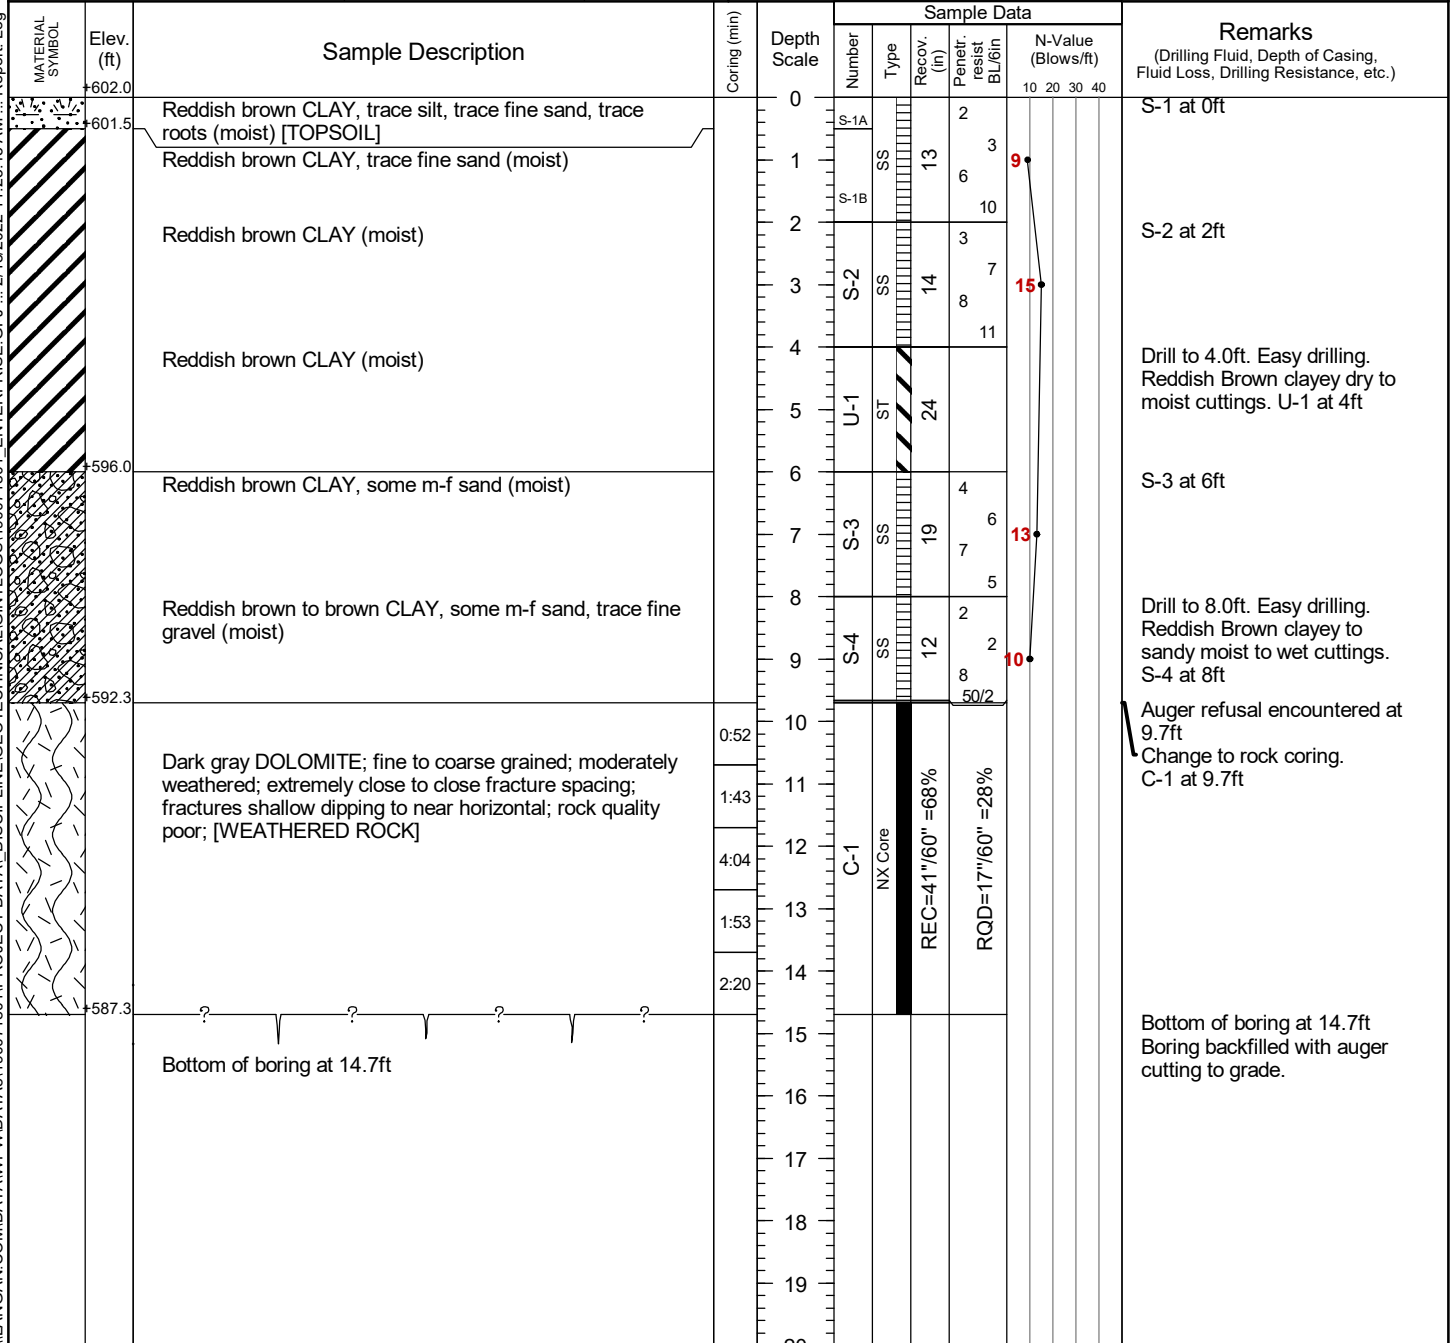 Sample Data
MATERIAL
SYMBOL
Elev.
(ft)
Sample Description
Coring (min)
Depth
Scale
Number
Type
Recov.
(in)
Penetr.
resist
BL/6in
N-Value
(Blows/ft)
10 20 30 40
Remarks
(Drilling Fluid, Depth of Casing,
Fluid Loss, Drilling Resistance, etc.)
+602.0
0
Reddish brown CLAY, trace silt, trace fine sand, trace
roots (moist) [TOPSOIL]
S-1A
2
S-1 at 0ft
+601.5
3
Reddish brown CLAY, trace fine sand (moist)
1
SS
13
9
6
S-1B
10
2
Reddish brown CLAY (moist)
3
S-2 at 2ft
7
3
S-2
SS
14
15
8
11
4
Reddish brown CLAY (moist)
Drill to 4.0ft. Easy drilling.
Reddish Brown clayey dry to
moist cuttings. U-1 at 4ft
5
U-1
ST
24
+596.0
6
Reddish brown CLAY, some m-f sand (moist)
4
S-3 at 6ft
6
7
S-3
SS
19
13
7
5
8
Reddish brown to brown CLAY, some m-f sand, trace fine
gravel (moist)
2
Drill to 8.0ft. Easy drilling.
Reddish Brown clayey to
sandy moist to wet cuttings.
S-4 at 8ft
2
9
S-4
SS
12
10
8
+592.3
50/2
Auger refusal encountered at
9.7ft
Change to rock coring.
C-1 at 9.7ft
10
0:52
Dark gray DOLOMITE; fine to coarse grained; moderately
weathered; extremely close to close fracture spacing;
fractures shallow dipping to near horizontal; rock quality
poor; [WEATHERED ROCK]
11
1:43
12
4:04
C-1
NX Core
REC=41"/60" =68%
RQD=17"/60" =28%
13
1:53
14
2:20
+587.3
? ? ? ?
15
Bottom of boring at 14.7ft
Bottom of boring at 14.7ft
Boring backfilled with auger
cutting to grade.
16
17
18
19